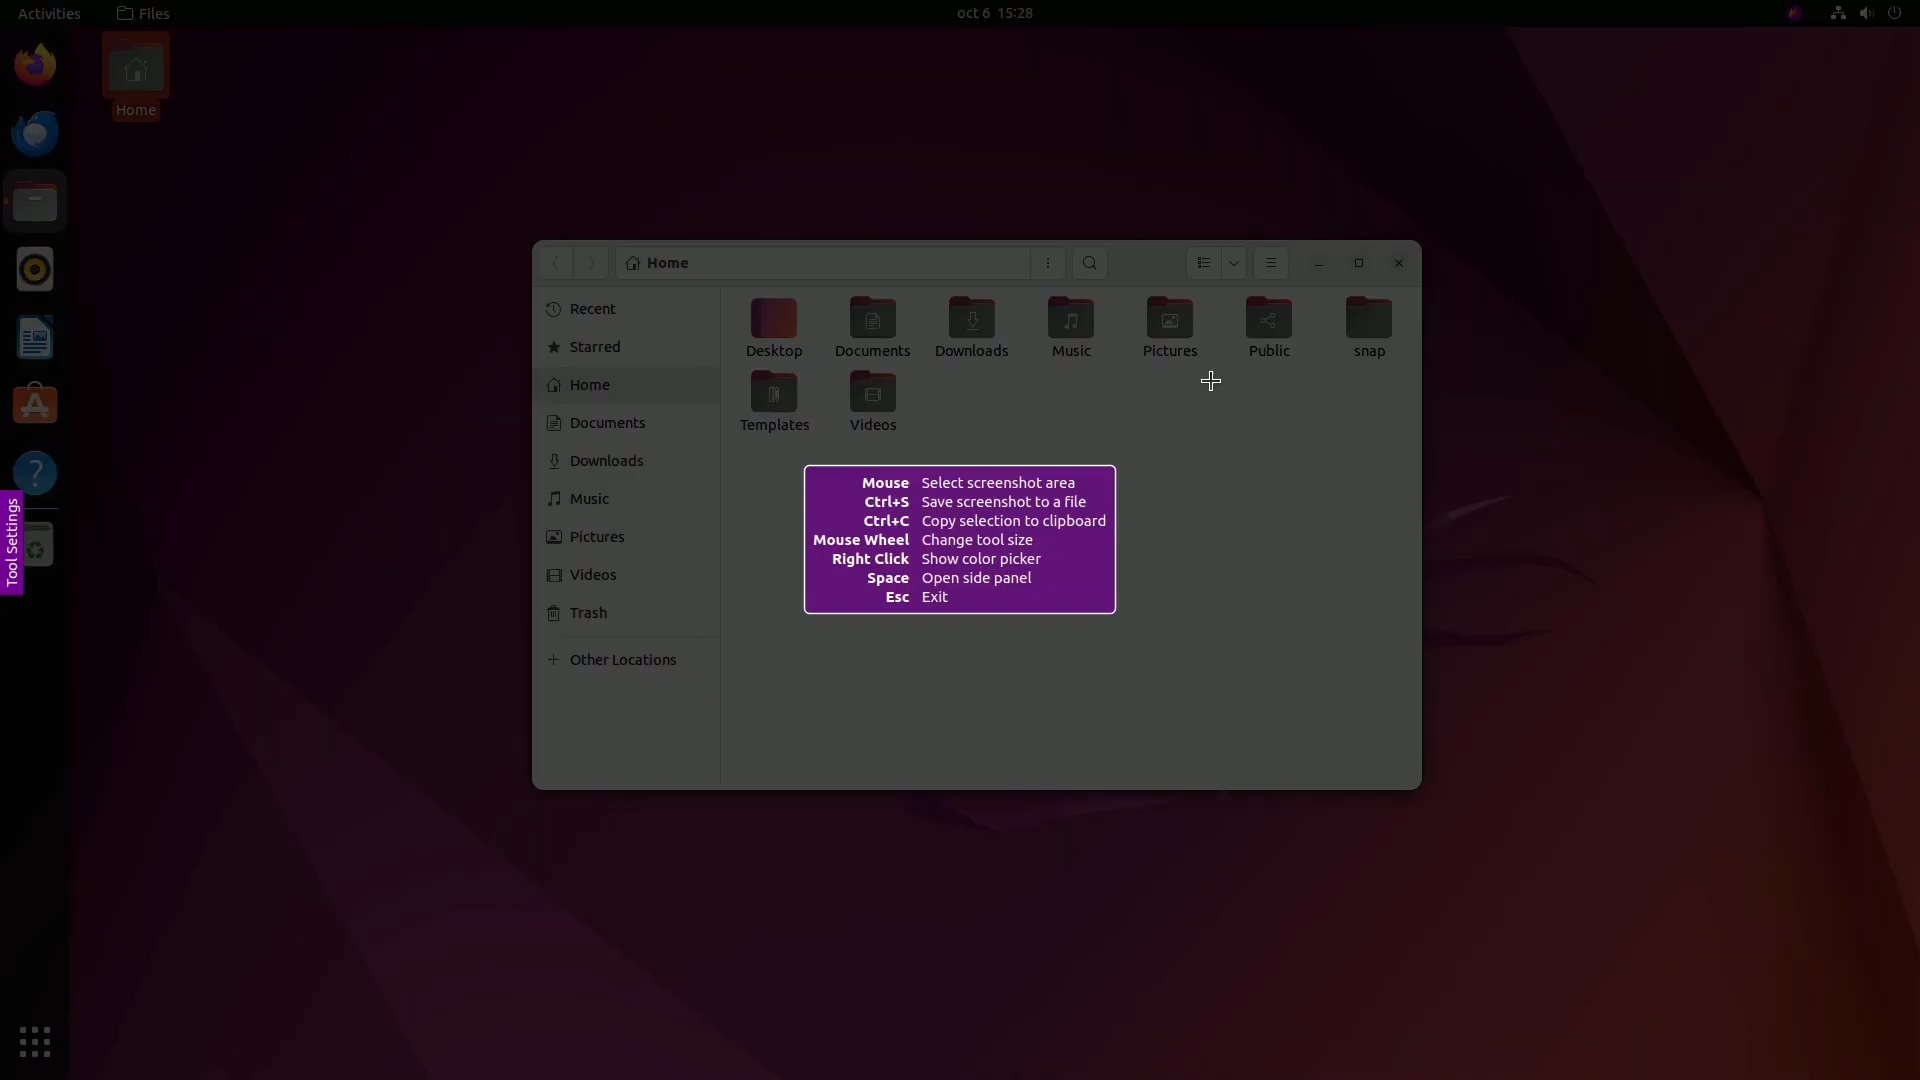 Activities
Files
oct 6 15:28
Home
Home
Recent
Starred
Home
Documents
Downloads
Music
Pictures
Videos
Trash
Other Locations
Desktop
Documents
Downloads
Music
Pictures
Public
snap
Templates
Videos
Mouse Select screenshot area
Ctrl+S Save screenshot to a file
Ctrl+C Copy selection to clipboard
Mouse Wheel Change tool size
Right Click Show color picker
Space Open side panel
Esc Exit
Tool Settings